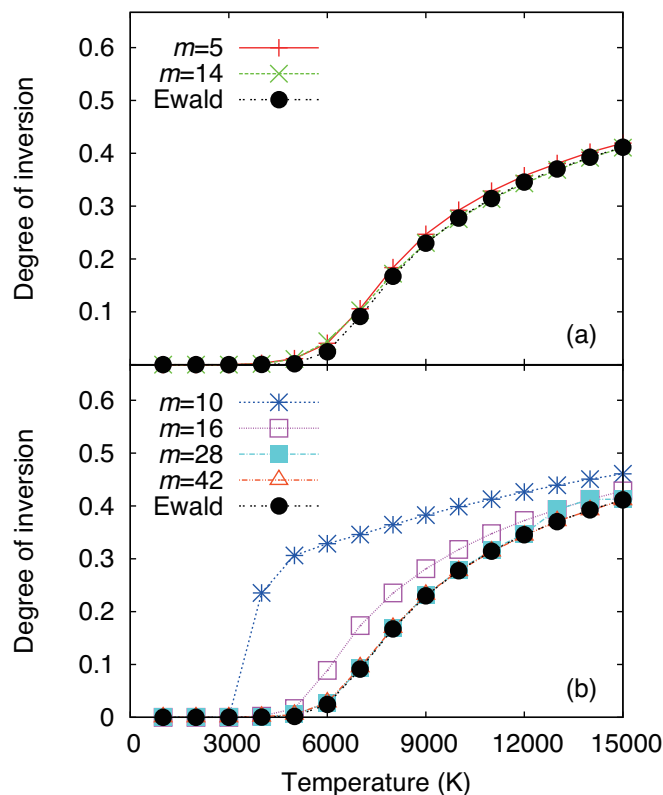 0.6
0.5
0.4
0.3
0.2
0.1
Degree of inversion
m=5
m=14
Ewald
(a)
0.6
0.5
0.4
0.3
0.2
0.1
0
Degree of inversion
m=10
m=16
m=28
m=42
Ewald
(b)
0 3000 6000 9000 12000 15000
Temperature (K)